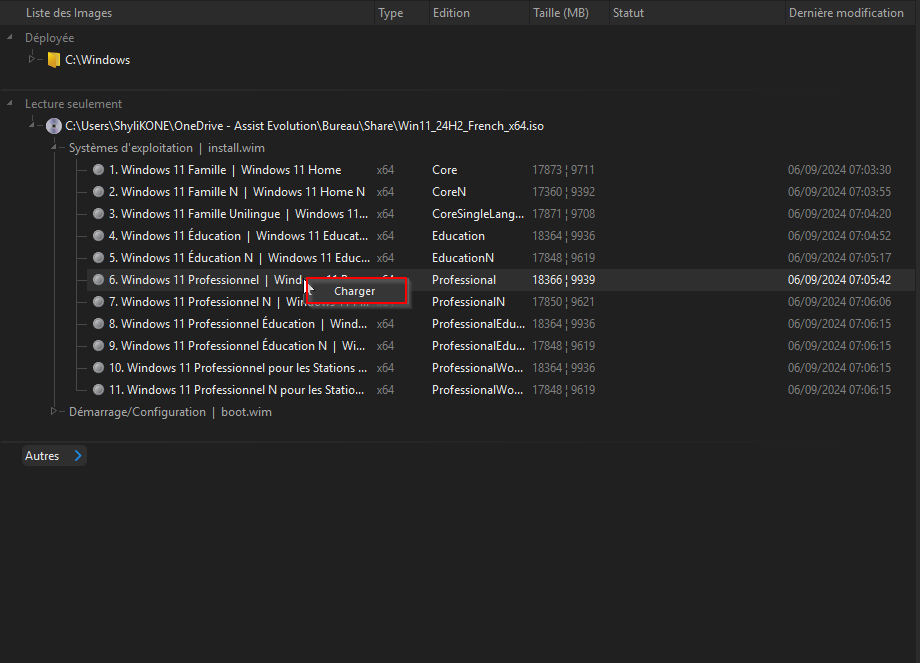 Liste des Images Type Edition Taille (MB) Statut Dernière modification
Déployée
C:\Windows
Lecture seulement
C:\Users\ShyliKONE\OneDrive - Assist Evolution\Bureau\Share\Win11_24H2_French_x64.iso
Systèmes d'exploitation | install.wim
1. Windows 11 Famille | Windows 11 Home x64 Core 17873 ¦ 9711 06/09/2024 07:03:30
2. Windows 11 Famille N | Windows 11 Home N x64 CoreN 17360 ¦ 9392 06/09/2024 07:03:55
3. Windows 11 Famille Unilingue | Windows 11... x64 CoreSingleLang... 17871 ¦ 9708 06/09/2024 07:04:20
4. Windows 11 Éducation | Windows 11 Educat... x64 Education 18364 ¦ 9936 06/09/2024 07:04:52
5. Windows 11 Éducation N | Windows 11 Educ... x64 EducationN 17848 ¦ 9619 06/09/2024 07:05:17
6. Windows 11 Professionnel | Professional 18366 ¦ 9939 06/09/2024 07:05:42
Charger
7. Windows 11 Professionnel N | ProfessionalN 17850 ¦ 9621 06/09/2024 07:06:06
8. Windows 11 Professionnel Éducation | Wind... x64 ProfessionalEdu... 18364 ¦ 9936 06/09/2024 07:06:15
9. Windows 11 Professionnel Éducation N | Wi... x64 ProfessionalEdu... 17848 ¦ 9619 06/09/2024 07:06:15
10. Windows 11 Professionnel pour les Stations ... x64 ProfessionalWo... 18364 ¦ 9936 06/09/2024 07:06:15
11. Windows 11 Professionnel N pour les Statio... x64 ProfessionalWo... 17848 ¦ 9619 06/09/2024 07:06:15
Démarrage/Configuration | boot.wim
Autres